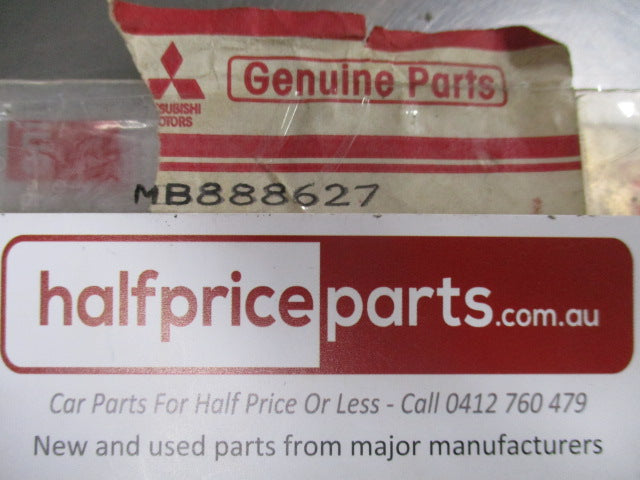 Genuine Parts
MOTORS
MB888627
halfpriceparts.com.au
Car Parts For Half Price Or Less - Call 0412 760 479
New and used parts from major manufacturers